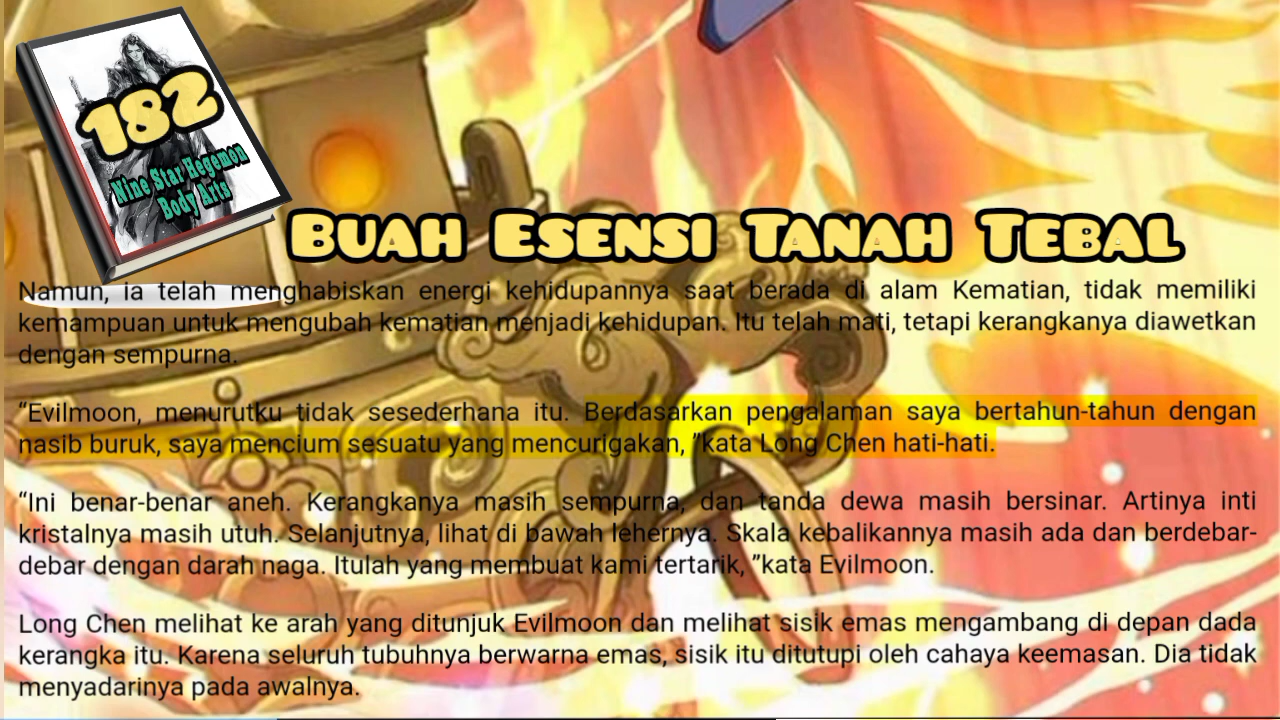 182
Nine Star Hegemon
Body Arts
Buah Esensi Tanah Tebal
Namun, ia telah menghabiskan energi kehidupannya saat berada di alam Kematian, tidak memiliki
kemampuan untuk mengubah kematian menjadi kehidupan. Itu telah mati, tetapi kerangkanya diawetkan
dengan sempurna.
“Evilmoon, menurutku tidak sesederhana itu. Berdasarkan pengalaman saya bertahun-tahun dengan
nasib buruk, saya mencium sesuatu yang mencurigakan, ”kata Long Chen hati-hati.
“Ini benar-benar aneh. Kerangkanya masih sempurna, dan tanda dewa masih bersinar. Artinya inti
kristalnya masih utuh. Selanjutnya, lihat di bawah lehernya. Skala kebalikannya masih ada dan berdebar-
debar dengan darah naga. Itulah yang membuat kami tertarik, ”kata Evilmoon.
Long Chen melihat ke arah yang ditunjuk Evilmoon dan melihat sisik emas mengambang di depan dada
kerangka itu. Karena seluruh tubuhnya berwarna emas, sisik itu ditutupi oleh cahaya keemasan. Dia tidak
menyadarinya pada awalnya.